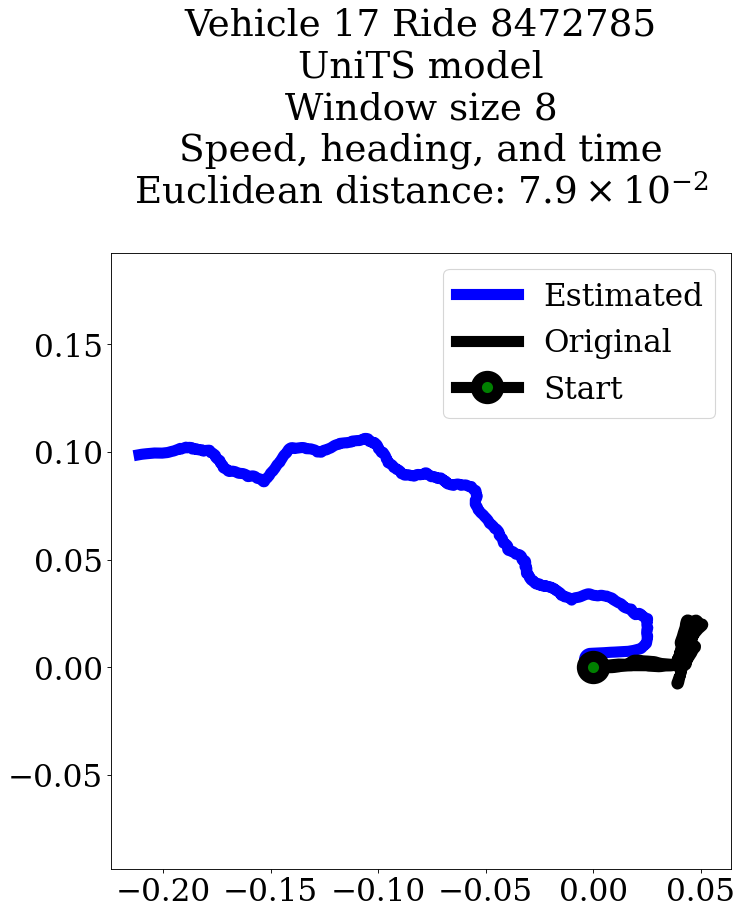 Vehicle 17 Ride 8472785
UniTS model
Window size 8
Speed, heading, and time
Euclidean distance: 7.9 × 10⁻²
Estimated
Original
Start
0.15
0.10
0.05
0.00
−0.05
−0.20 −0.15 −0.10 −0.05 0.00 0.05